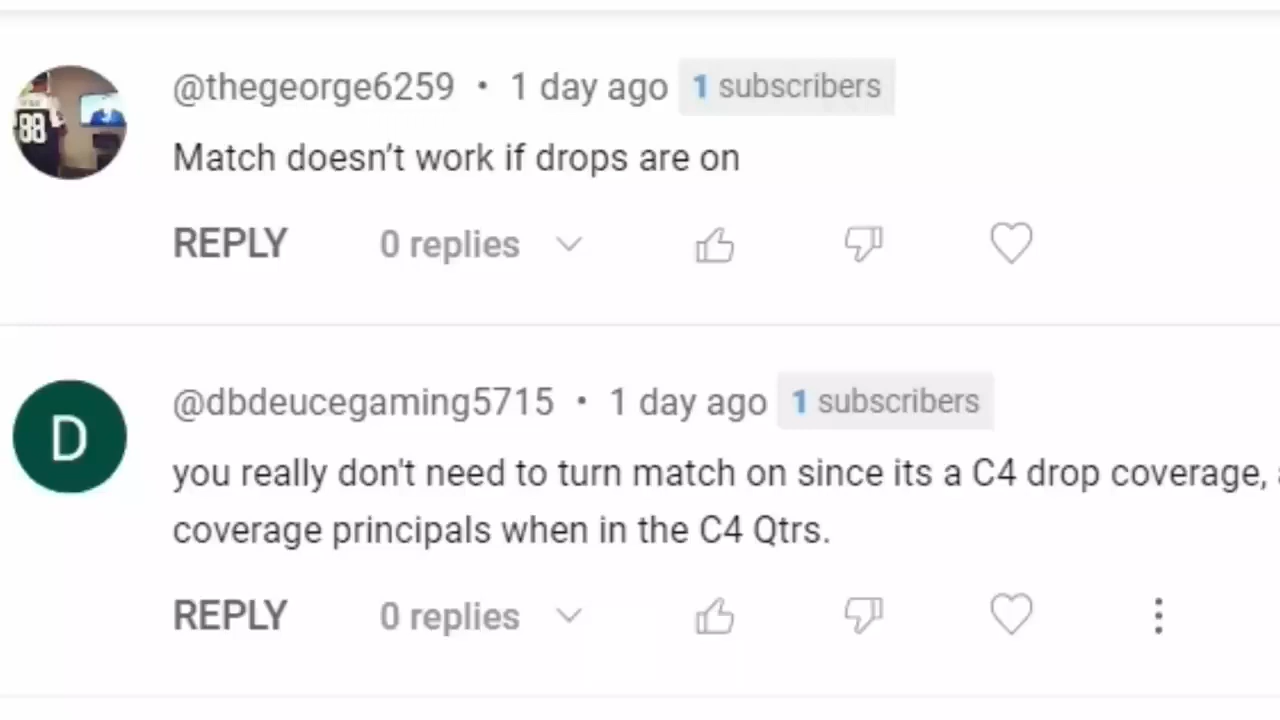 @thegeorge6259 • 1 day ago 1 subscribers
Match doesn’t work if drops are on
REPLY 0 replies
@dbdeucegaming5715 • 1 day ago 1 subscribers
you really don't need to turn match on since its a C4 drop coverage,
coverage principals when in the C4 Qtrs.
REPLY 0 replies
88
D